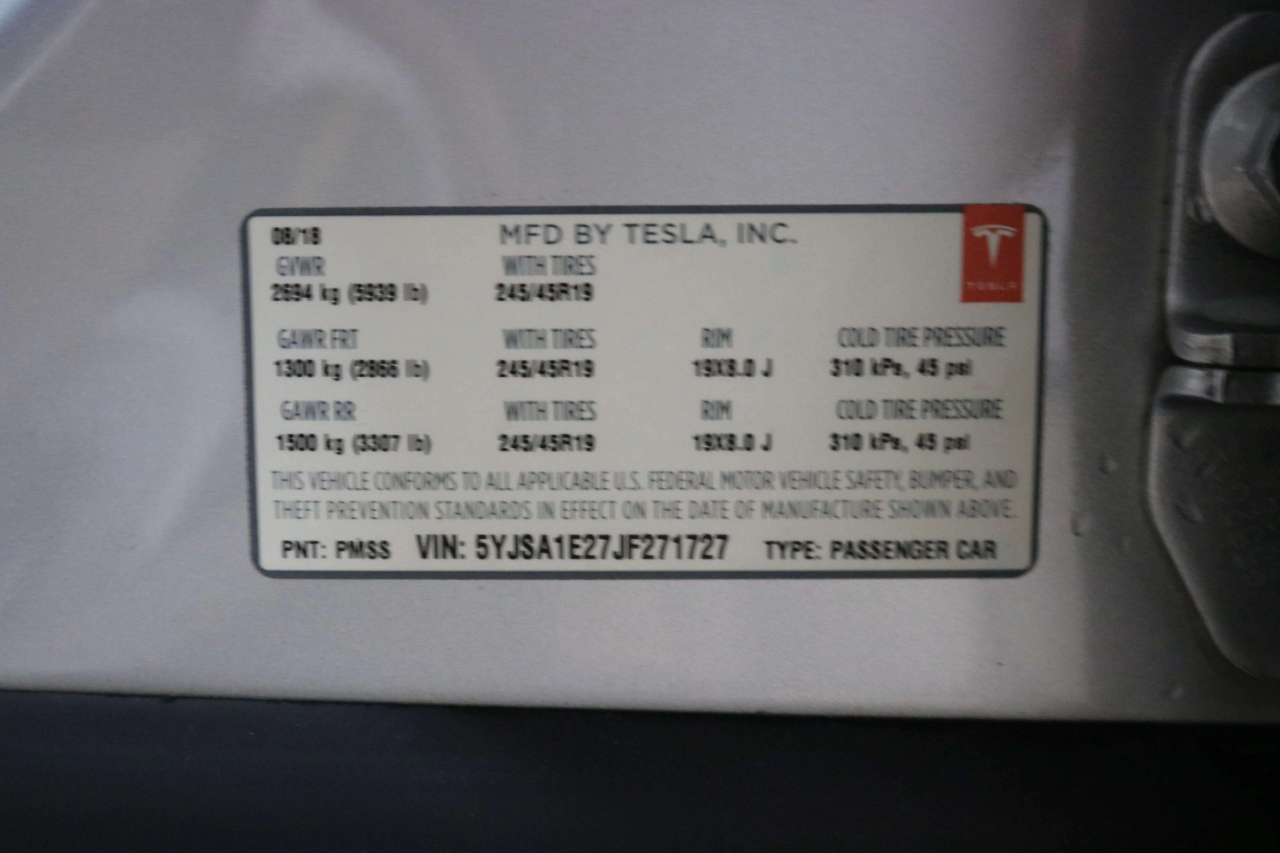 08/18 MFD BY TESLA, INC.
GVWR WITH TIRES
2694 kg (5939 lb) 245/45R19
TESLA
GAWR FRT WITH TIRES RIM COLD TIRE PRESSURE
1300 kg (2866 lb) 245/45R19 19X8.0 J 310 kPa, 45 psi
GAWR RR WITH TIRES RIM COLD TIRE PRESSURE
1500 kg (3307 lb) 245/45R19 19X8.0 J 310 kPa, 45 psi
THIS VEHICLE CONFORMS TO ALL APPLICABLE U.S. FEDERAL MOTOR VEHICLE SAFETY, BUMPER, AND
THEFT PREVENTION STANDARDS IN EFFECT ON THE DATE OF MANUFACTURE SHOWN ABOVE.
PNT: PMSS VIN: 5YJSA1E27JF271727 TYPE: PASSENGER CAR